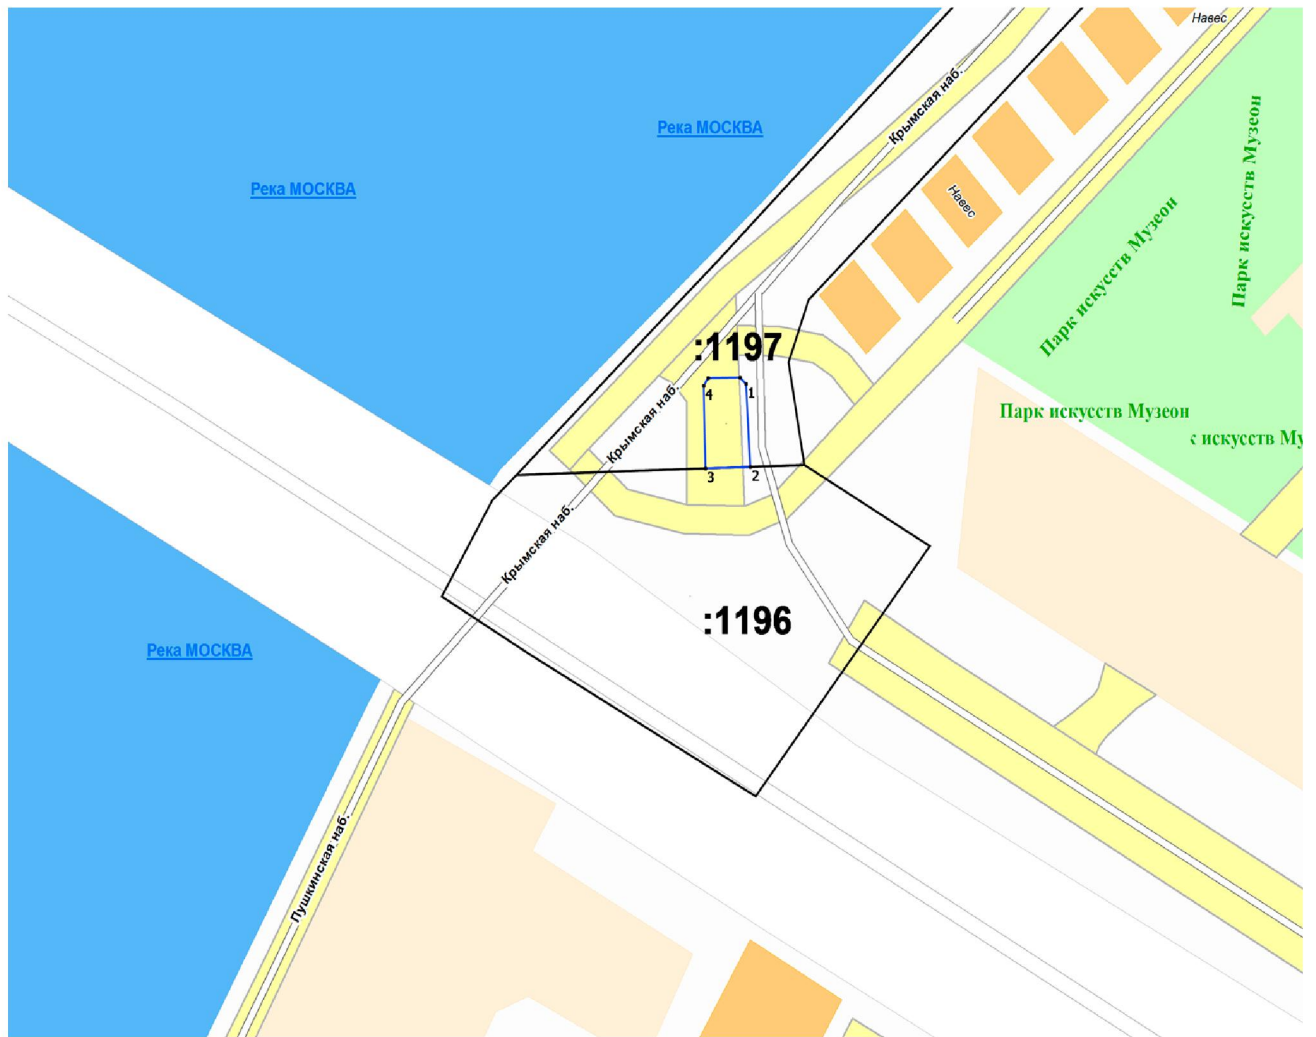 Навес
Крымская наб.
Река МОСКВА
Река МОСКВА
Парк искусств Музеон
Парк искусств Музеон
Навес
:1197
4
1
Крымская наб.
Парк искусств Музеон
к искусств Му
3
2
Крымская наб.
:1196
Река МОСКВА
Пушкинская наб.